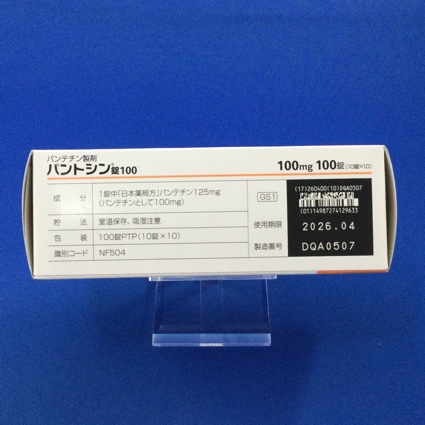 パンテチン製剤
パントシン®錠100
100mg 100錠(10錠×10)
成分 1錠中「日本薬局方」パンテチン125mg
(パンテチンとして100mg)
貯法 室温保存、吸湿注意
包装 100錠PTP(10錠×10)
識別コード NF504
GS1
(17)260400(10)DQA0507
(01)14987274129633
使用期限 2026.04
製造番号 DQA0507